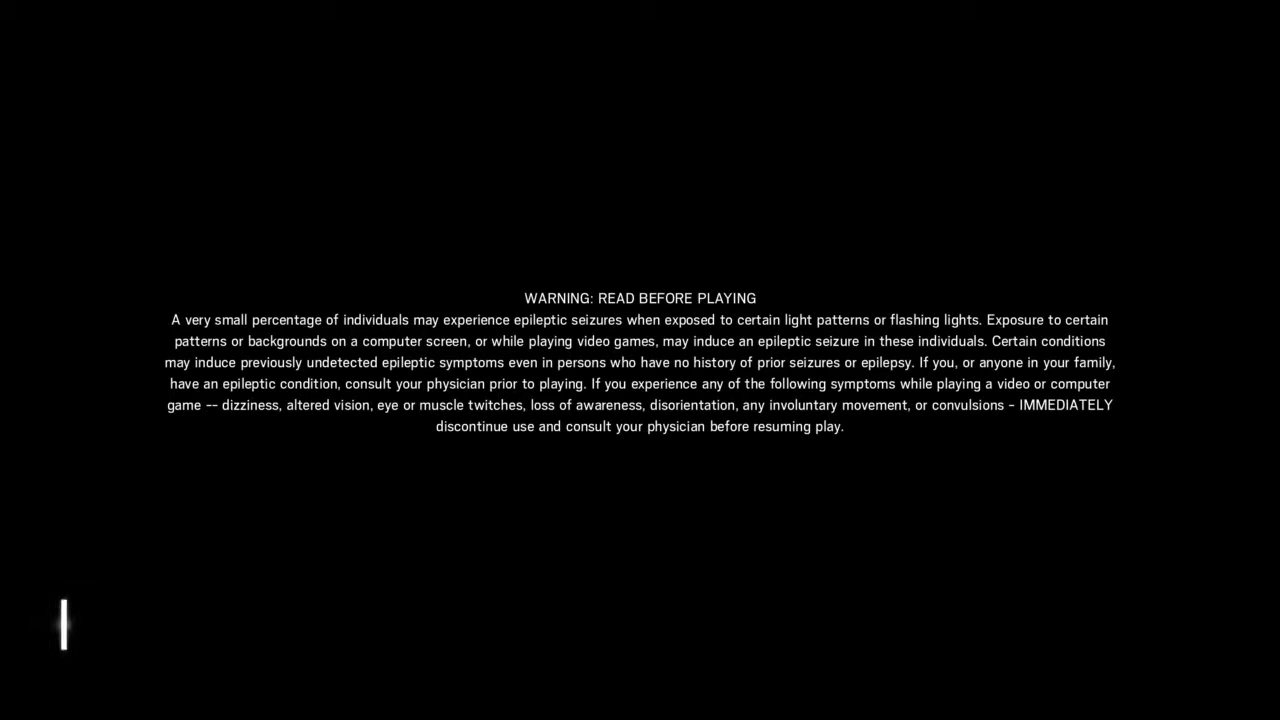 WARNING: READ BEFORE PLAYING
A very small percentage of individuals may experience epileptic seizures when exposed to certain light patterns or flashing lights. Exposure to certain
patterns or backgrounds on a computer screen, or while playing video games, may induce an epileptic seizure in these individuals. Certain conditions
may induce previously undetected epileptic symptoms even in persons who have no history of prior seizures or epilepsy. If you, or anyone in your family,
have an epileptic condition, consult your physician prior to playing. If you experience any of the following symptoms while playing a video or computer
game -- dizziness, altered vision, eye or muscle twitches, loss of awareness, disorientation, any involuntary movement, or convulsions - IMMEDIATELY
discontinue use and consult your physician before resuming play.